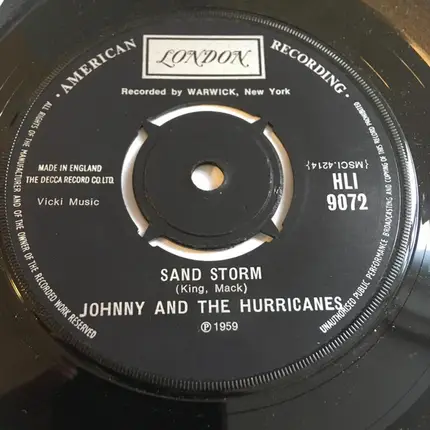 · AMERICAN RECORDING ·
LONDON
Recorded by WARWICK, New York
MADE IN ENGLAND
THE DECCA RECORD CO LTD.
Vicki Music
{MSCI.4214}
HLI
9072
SAND STORM
(King, Mack)
JOHNNY AND THE HURRICANES
℗ 1959
ALL RIGHTS OF THE MANUFACTURER AND OF THE OWNER OF THE RECORDED WORK RESERVED
UNAUTHORISED PUBLIC PERFORMANCE BROADCASTING AND COPYING OF THIS RECORD PROHIBITED